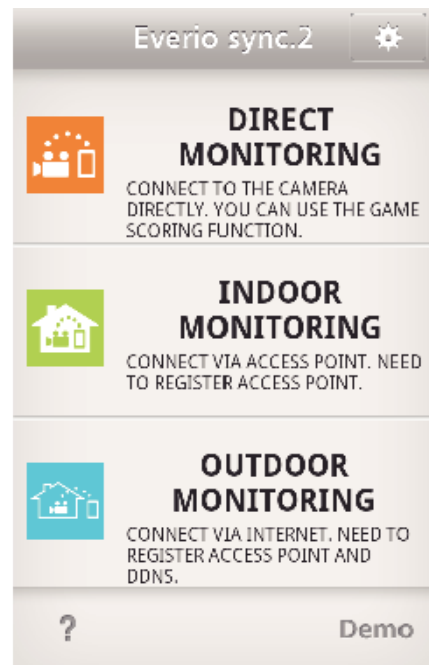 Everio sync.2
DIRECT
MONITORING
CONNECT TO THE CAMERA
DIRECTLY. YOU CAN USE THE GAME
SCORING FUNCTION.
INDOOR
MONITORING
CONNECT VIA ACCESS POINT. NEED
TO REGISTER ACCESS POINT.
OUTDOOR
MONITORING
CONNECT VIA INTERNET. NEED TO
REGISTER ACCESS POINT AND
DDNS.
? Demo